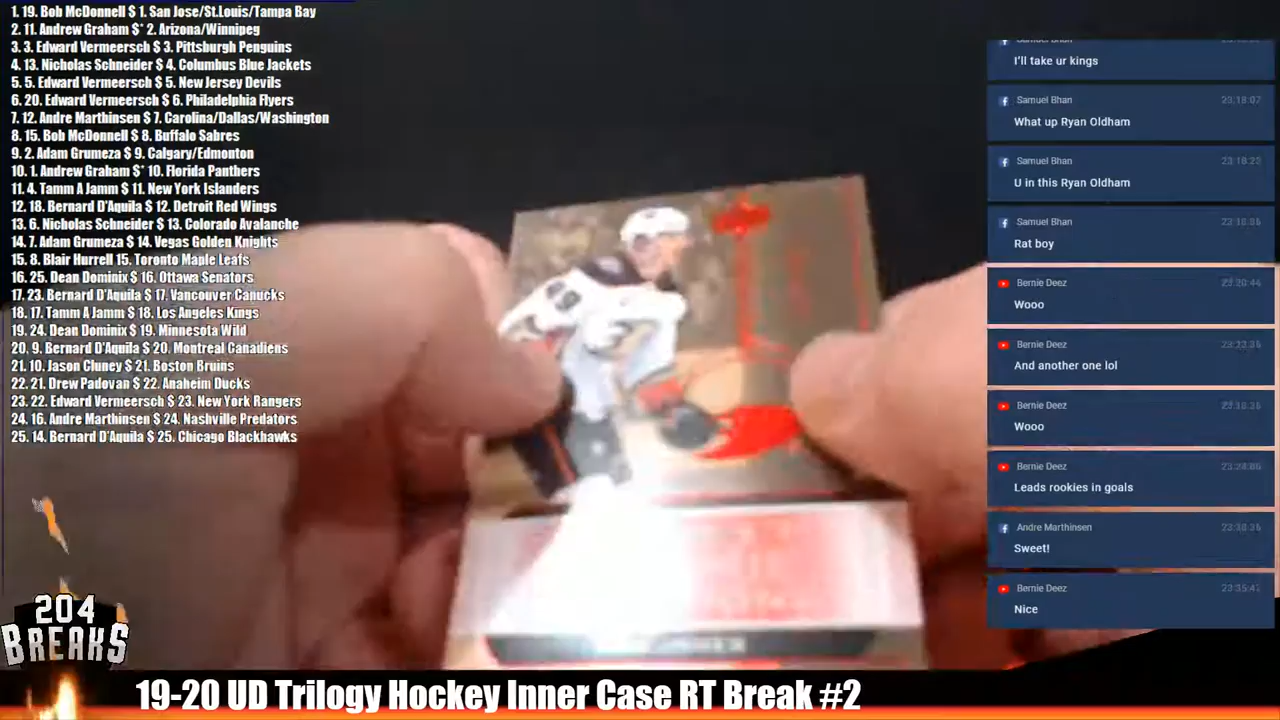 1. 19. Bob McDonnell $ 1. San Jose/St.Louis/Tampa Bay
2. 11. Andrew Graham $* 2. Arizona/Winnipeg
3. 3. Edward Vermeersch $ 3. Pittsburgh Penguins
4. 13. Nicholas Schneider $ 4. Columbus Blue Jackets
5. 5. Edward Vermeersch $ 5. New Jersey Devils
6. 20. Edward Vermeersch $ 6. Philadelphia Flyers
7. 12. Andre Marthinsen $ 7. Carolina/Dallas/Washington
8. 15. Bob McDonnell $ 8. Buffalo Sabres
9. 2. Adam Grumeza $ 9. Calgary/Edmonton
10. 1. Andrew Graham $* 10. Florida Panthers
11. 4. Tamm A Jamm $ 11. New York Islanders
12. 18. Bernard D'Aquila $ 12. Detroit Red Wings
13. 6. Nicholas Schneider $ 13. Colorado Avalanche
14. 7. Adam Grumeza $ 14. Vegas Golden Knights
15. 8. Blair Hurrell 15. Toronto Maple Leafs
16. 25. Dean Dominix $ 16. Ottawa Senators
17. 23. Bernard D'Aquila $ 17. Vancouver Canucks
18. 17. Tamm A Jamm $ 18. Los Angeles Kings
19. 24. Dean Dominix $ 19. Minnesota Wild
20. 9. Bernard D'Aquila $ 20. Montreal Canadiens
21. 10. Jason Cluney $ 21. Boston Bruins
22. 21. Drew Padovan $ 22. Anaheim Ducks
23. 22. Edward Vermeersch $ 23. New York Rangers
24. 16. Andre Marthinsen $ 24. Nashville Predators
25. 14. Bernard D'Aquila $ 25. Chicago Blackhawks
Samuel Bhan
I'll take ur kings
Samuel Bhan 23:18:07
What up Ryan Oldham
Samuel Bhan
U in this Ryan Oldham
Samuel Bhan
Rat boy
Bernie Deez 23:20:44
Wooo
Bernie Deez
And another one lol
Bernie Deez
Wooo
Bernie Deez
Leads rookies in goals
Andre Marthinsen
Sweet!
Bernie Deez
Nice
204
BREAKS
19-20 UD Trilogy Hockey Inner Case RT Break #2